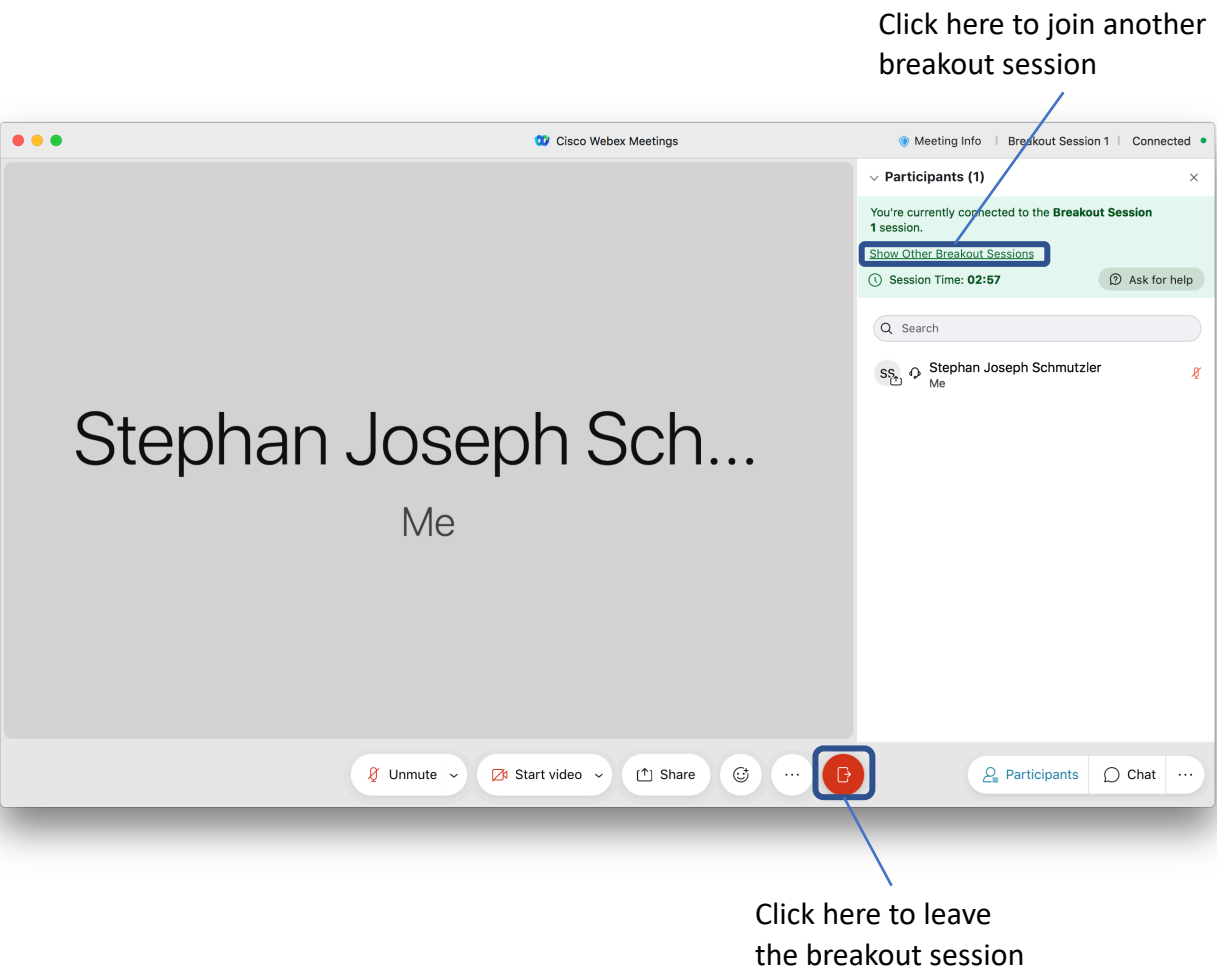 Click here to join another
breakout session
Cisco Webex Meetings
Meeting Info | Breakout Session 1 | Connected
Participants (1)
You're currently connected to the Breakout Session
1 session.
Show Other Breakout Sessions
Session Time: 02:57
Ask for help
Search
SS
Stephan Joseph Schmutzler
Me
Stephan Joseph Sch...
Me
Unmute
Start video
Share
Participants
Chat
Click here to leave
the breakout session